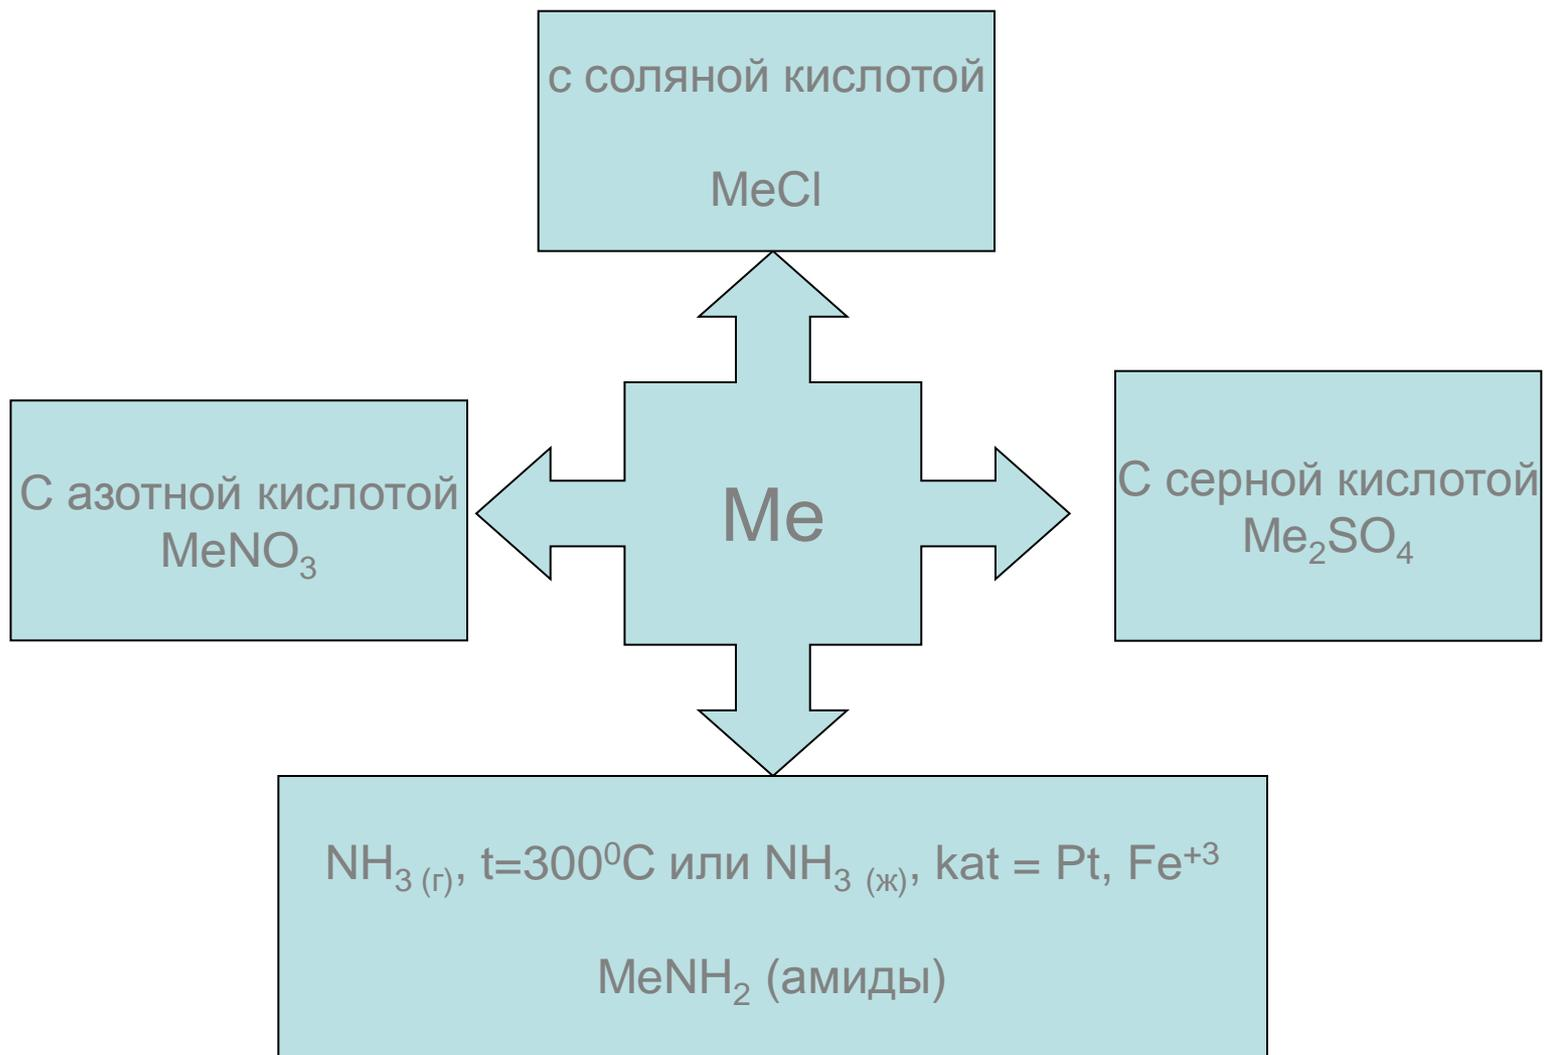 с соляной кислотой
MeCl
С азотной кислотой
MeNO₃
Ме
С серной кислотой
Me₂SO₄
NH₃ (г), t=300⁰C или NH₃ (ж), kat = Pt, Fe⁺³
MeNH₂ (амиды)